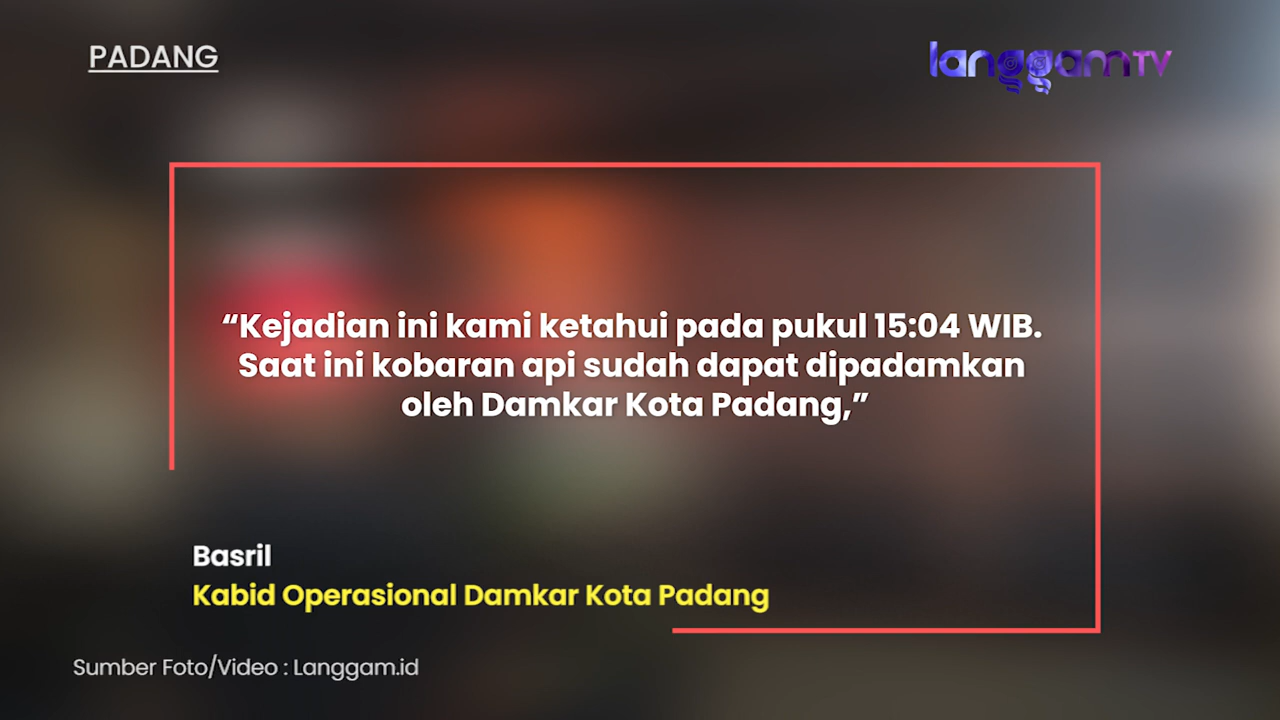 PADANG
langgamTV
“Kejadian ini kami ketahui pada pukul 15:04 WIB.
Saat ini kobaran api sudah dapat dipadamkan
oleh Damkar Kota Padang,”
Basril
Kabid Operasional Damkar Kota Padang
Sumber Foto/Video : Langgam.id